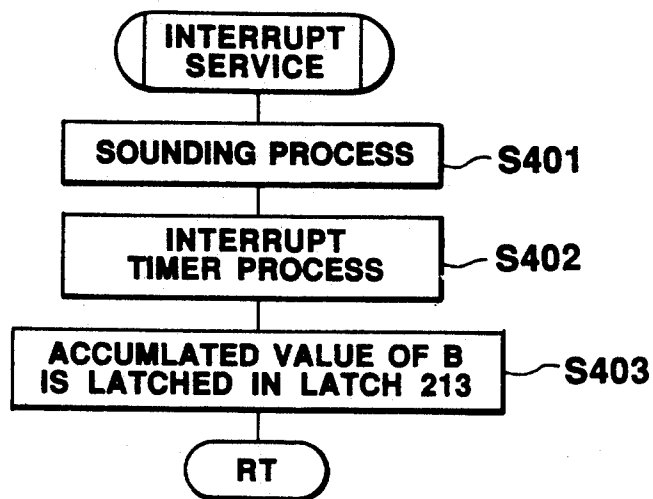 INTERRUPT
SERVICE
SOUNDING PROCESS
S401
INTERRUPT
TIMER PROCESS
S402
ACCUMLATED VALUE OF B
IS LATCHED IN LATCH 213
S403
RT